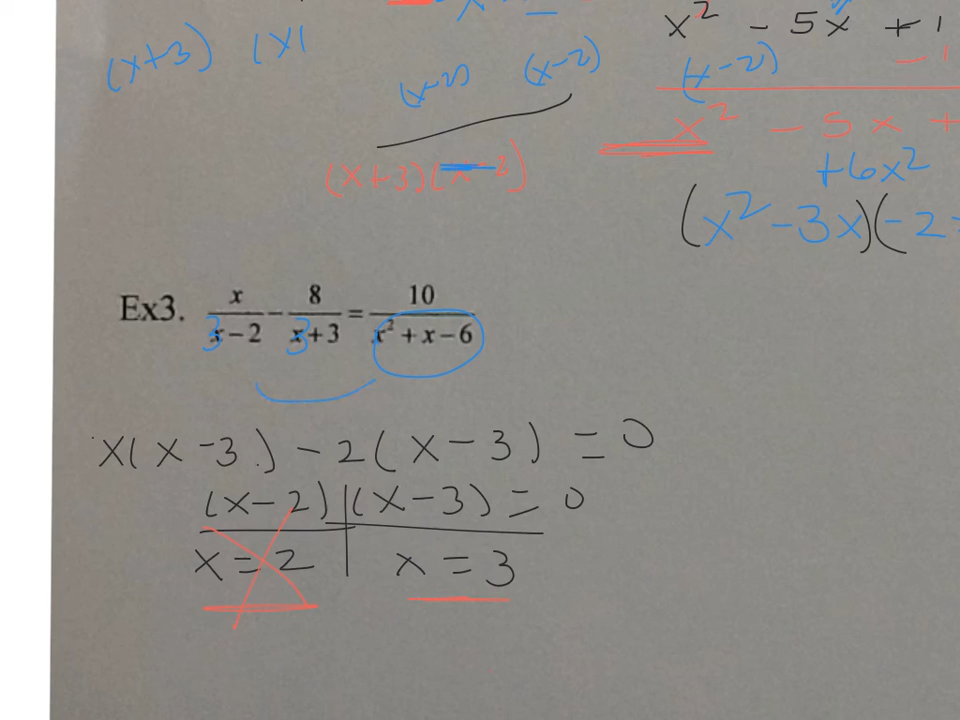 x² - 5x + 1
(x+3) (x(
(x-2) (x-2)
(x-2) - 1
x² - 5x +
(x+3)(x-2)
+6x²
(x² - 3x)(-2
Ex3. x/(x-2) - 8/(x+3) = 10/(x²+x-6)
3 3
x(x-3) - 2(x-3) = 0
(x-2)(x-3) = 0
x = 2 x = 3